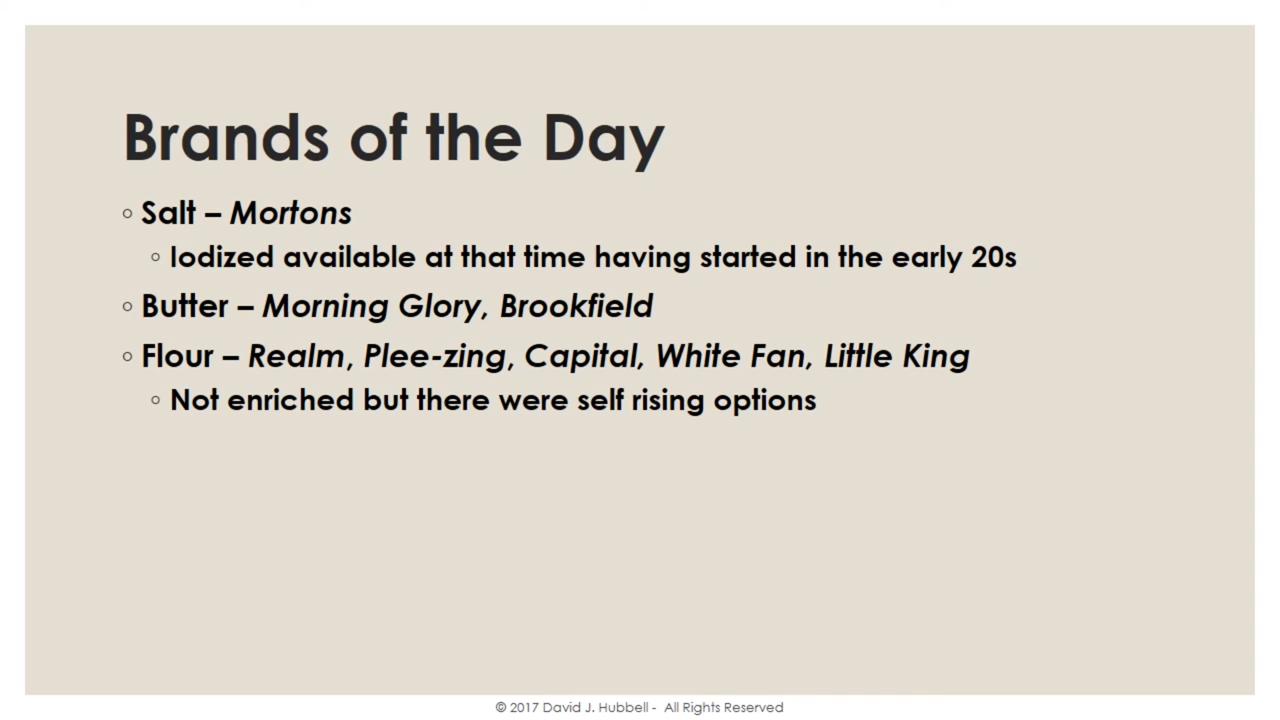 Brands of the Day
◦ Salt – Mortons
◦ Iodized available at that time having started in the early 20s
◦ Butter – Morning Glory, Brookfield
◦ Flour – Realm, Plee-zing, Capital, White Fan, Little King
◦ Not enriched but there were self rising options
© 2017 David J. Hubbell - All Rights Reserved